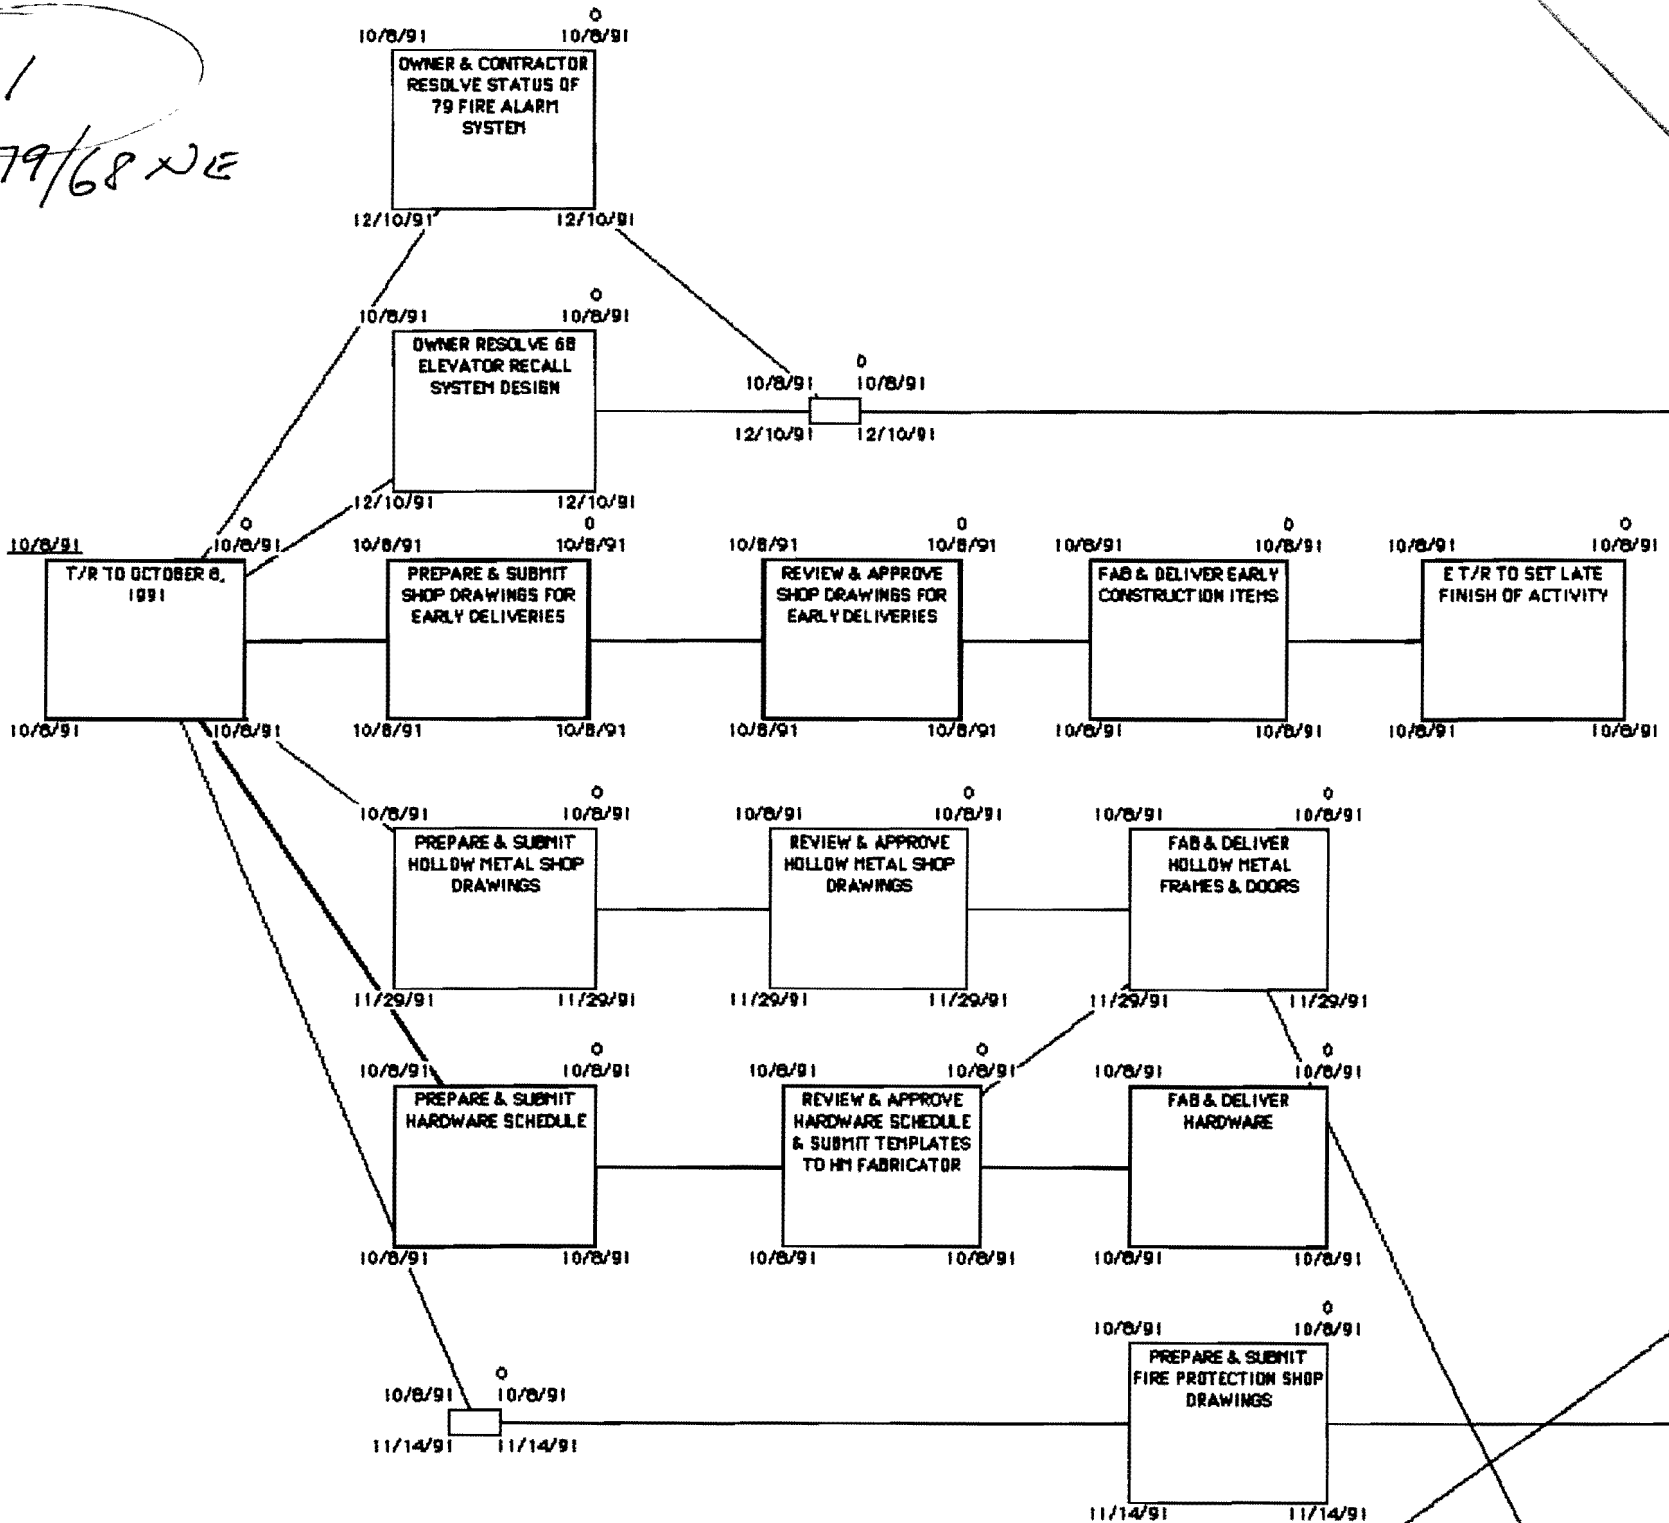 1
79/68 NE
0
10/8/91 10/8/91
OWNER & CONTRACTOR
RESOLVE STATUS OF
79 FIRE ALARM
SYSTEM
12/10/91 12/10/91
0
10/8/91 10/8/91
OWNER RESOLVE 68
ELEVATOR RECALL
SYSTEM DESIGN
12/10/91 12/10/91
0
10/8/91 10/8/91
12/10/91 12/10/91
0
10/8/91 10/8/91
T/R TO OCTOBER 8,
1991
10/8/91 10/8/91
0
10/8/91 10/8/91
PREPARE & SUBMIT
SHOP DRAWINGS FOR
EARLY DELIVERIES
10/8/91 10/8/91
0
10/8/91 10/8/91
REVIEW & APPROVE
SHOP DRAWINGS FOR
EARLY DELIVERIES
10/8/91 10/8/91
0
10/8/91 10/8/91
FAB & DELIVER EARLY
CONSTRUCTION ITEMS
10/8/91 10/8/91
0
10/8/91 10/8/91
E T/R TO SET LATE
FINISH OF ACTIVITY
10/8/91 10/8/91
0
10/8/91 10/8/91
PREPARE & SUBMIT
HOLLOW METAL SHOP
DRAWINGS
11/29/91 11/29/91
0
10/8/91 10/8/91
REVIEW & APPROVE
HOLLOW METAL SHOP
DRAWINGS
11/29/91 11/29/91
0
10/8/91 10/8/91
FAB & DELIVER
HOLLOW METAL
FRAMES & DOORS
11/29/91 11/29/91
0
10/8/91 10/8/91
PREPARE & SUBMIT
HARDWARE SCHEDULE
10/8/91 10/8/91
0
10/8/91 10/8/91
REVIEW & APPROVE
HARDWARE SCHEDULE
& SUBMIT TEMPLATES
TO HM FABRICATOR
10/8/91 10/8/91
0
10/8/91 10/8/91
FAB & DELIVER
HARDWARE
10/8/91 10/8/91
0
10/8/91 10/8/91
11/14/91 11/14/91
0
10/8/91 10/8/91
PREPARE & SUBMIT
FIRE PROTECTION SHOP
DRAWINGS
11/14/91 11/14/91